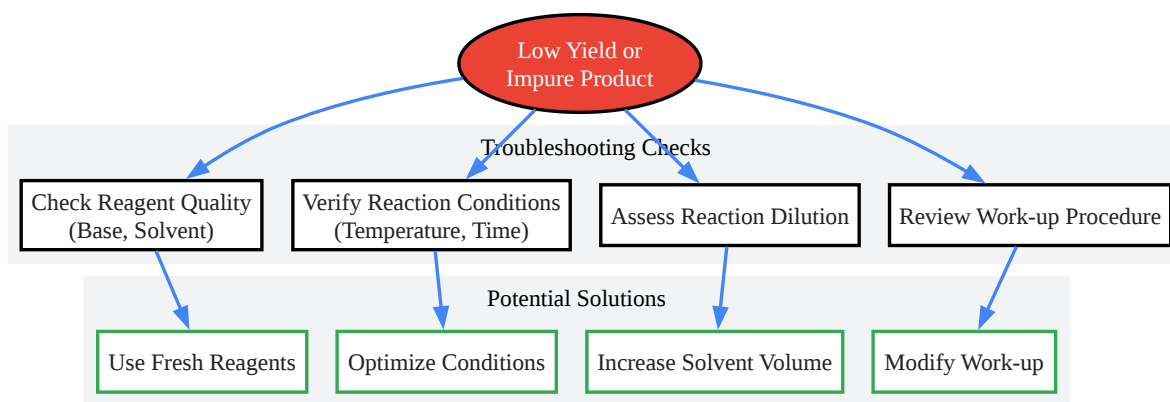 Low Yield or
Impure Product
Troubleshooting Checks
Check Reagent Quality
(Base, Solvent)
Verify Reaction Conditions
(Temperature, Time)
Assess Reaction Dilution
Review Work-up Procedure
Potential Solutions
Use Fresh Reagents
Optimize Conditions
Increase Solvent Volume
Modify Work-up